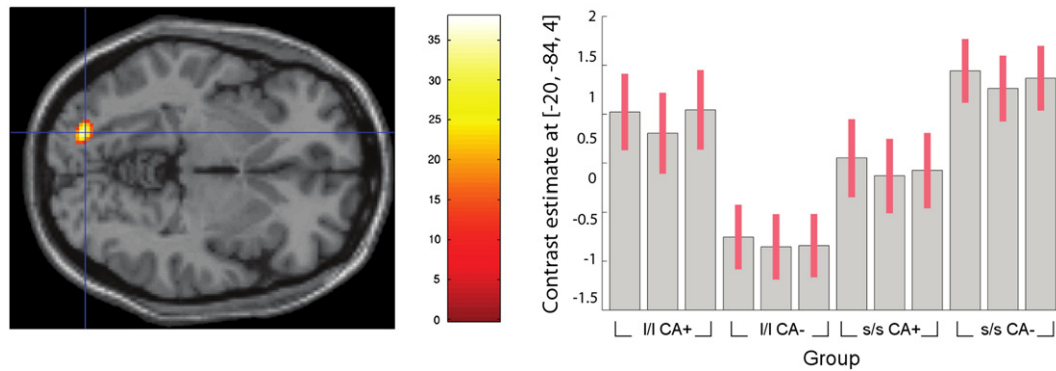 35
30
25
20
15
10
5
0
Contrast estimate at [-20, -84, 4]
2
1.5
1
0.5
0
-0.5
-1
-1.5
l/l CA+
l/l CA-
s/s CA+
s/s CA-
Group